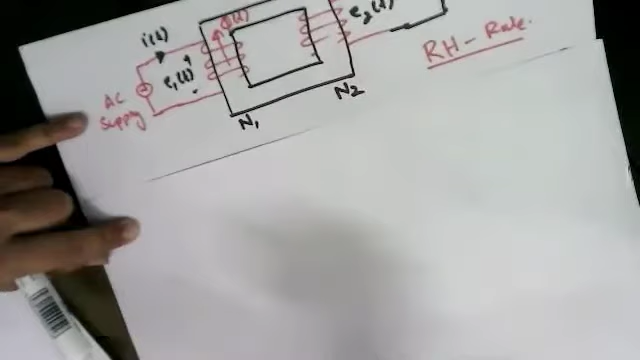 i(t)
φ(t)
e₂(t)
RH-Rule.
e₁(t)
AC
Supply
N₁
N₂